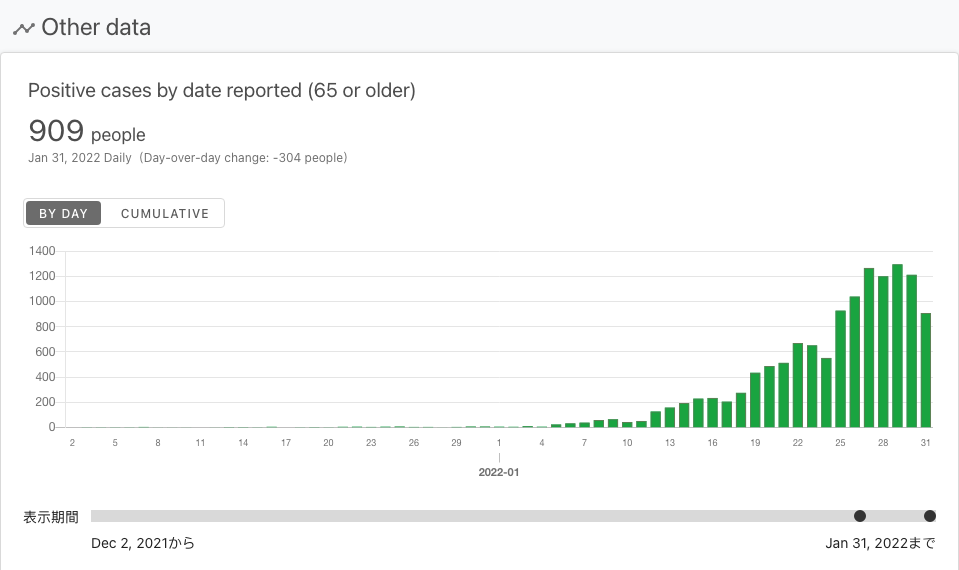 Other data
Positive cases by date reported (65 or older)
909 people
Jan 31, 2022 Daily（Day-over-day change: -304 people)
BY DAY CUMULATIVE
1400
1200
1000
800
600
400
200
0
2 5 8 11 14 17 20 23 26 29 1 4 7 10 13 16 19 22 25 28 31
2022-01
表示期間
Dec 2, 2021から Jan 31, 2022まで